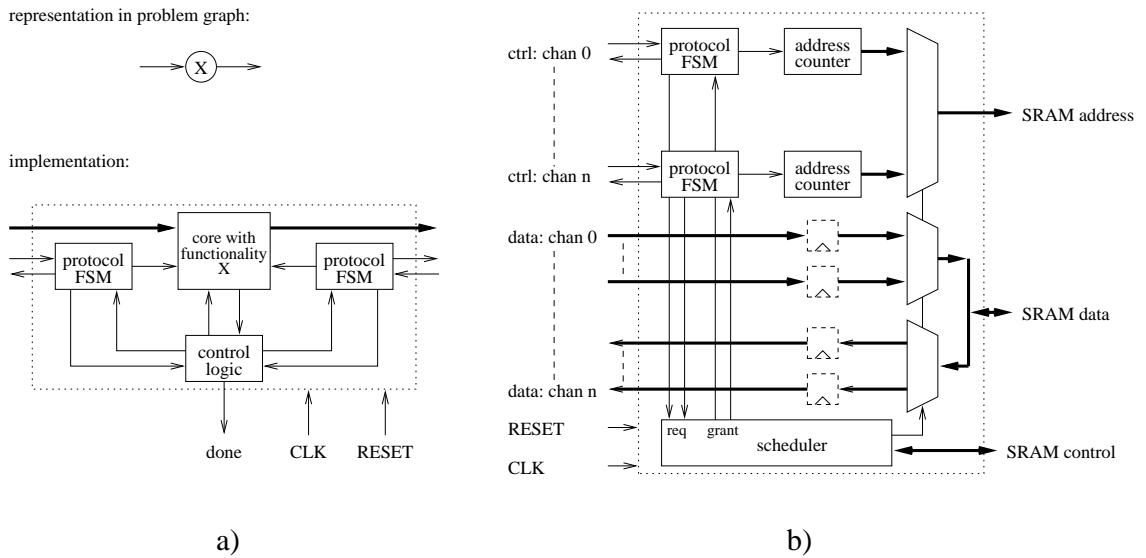 representation in problem graph:
X
implementation:
core with
functionality
X
protocol
FSM
protocol
FSM
control
logic
done
CLK
RESET
a)
ctrl: chan 0
protocol
FSM
address
counter
SRAM address
ctrl: chan n
protocol
FSM
address
counter
data: chan 0
SRAM data
data: chan n
RESET
req
grant
scheduler
SRAM control
CLK
b)